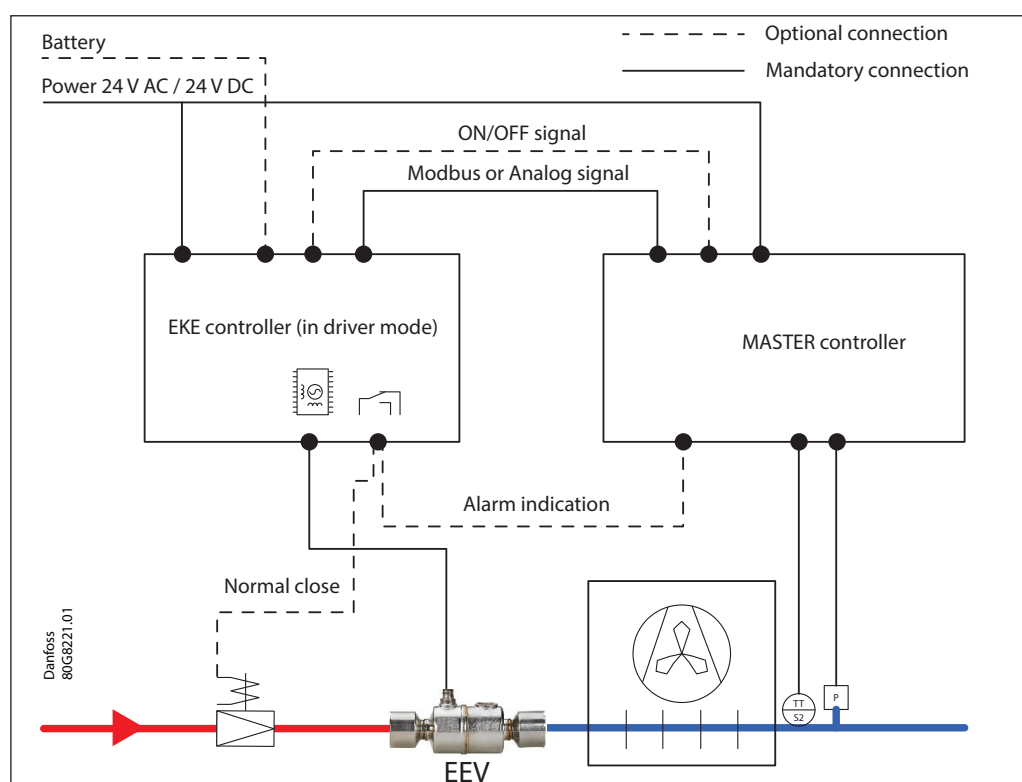 Battery
Optional connection
Power 24 V AC / 24 V DC
Mandatory connection
ON/OFF signal
Modbus or Analog signal
EKE controller (in driver mode)
MASTER controller
Alarm indication
Normal close
Danfoss
80G8221.01
TT
S2
P
EEV